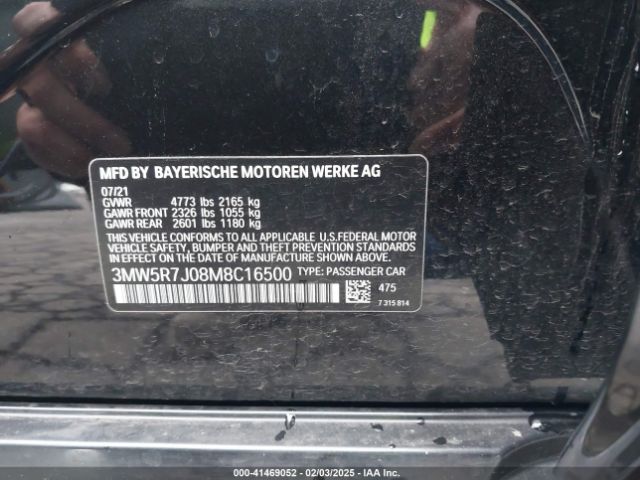 MFD BY BAYERISCHE MOTOREN WERKE AG
07/21
GVWR 4773 lbs 2165 kg
GAWR FRONT 2326 lbs 1055 kg
GAWR REAR 2601 lbs 1180 kg
THIS VEHICLE CONFORMS TO ALL APPLICABLE U.S.FEDERAL MOTOR
VEHICLE SAFETY, BUMPER, AND THEFT PREVENTION STANDARDS
IN EFFECT ON THE DATE OF MANUFACTURE SHOWN ABOVE.
3MW5R7J08M8C16500 TYPE: PASSENGER CAR
475
7 315 814
000-41469052 - 02/03/2025 - IAA Inc.